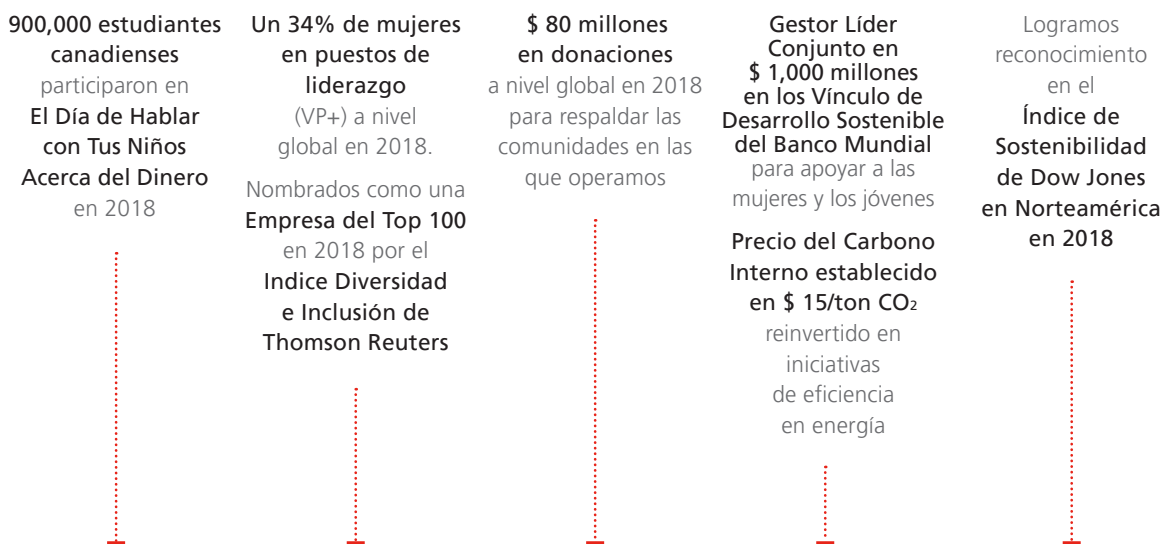 900,000 estudiantes
canadienses
participaron en
El Día de Hablar
con Tus Niños
Acerca del Dinero
en 2018
Un 34% de mujeres
en puestos de
liderazgo
(VP+) a nivel
global en 2018.
Nombrados como una
Empresa del Top 100
en 2018 por el
Indice Diversidad
e Inclusión de
Thomson Reuters
$ 80 millones
en donaciones
a nivel global en 2018
para respaldar las
comunidades en las
que operamos
Gestor Líder
Conjunto en
$ 1,000 millones
en los Vínculo de
Desarrollo Sostenible
del Banco Mundial
para apoyar a las
mujeres y los jóvenes
Precio del Carbono
Interno establecido
en $ 15/ton CO₂
reinvertido en
iniciativas
de eficiencia
en energía
Logramos
reconocimiento
en el
Índice de
Sostenibilidad
de Dow Jones
en Norteamérica
en 2018